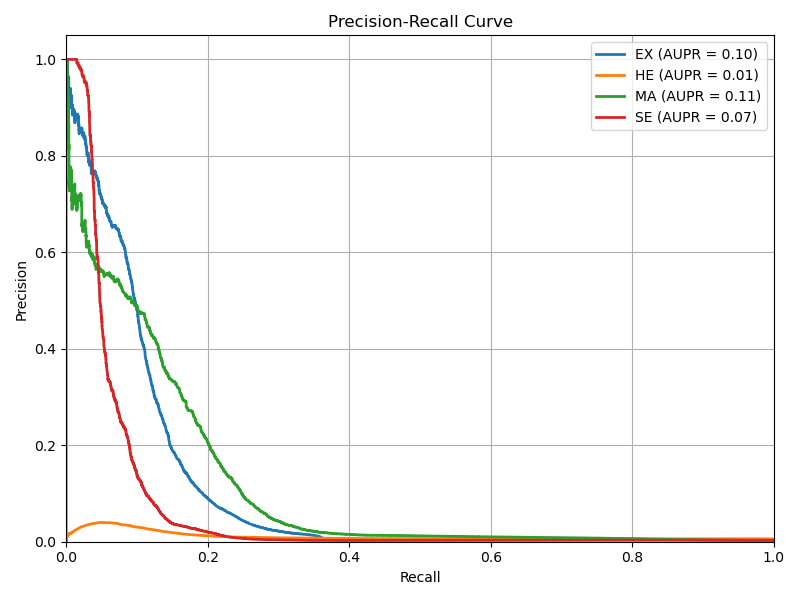 Precision-Recall Curve
EX (AUPR = 0.10)
HE (AUPR = 0.01)
MA (AUPR = 0.11)
SE (AUPR = 0.07)
Precision
1.0
0.8
0.6
0.4
0.2
0.0
0.0 0.2 0.4 0.6 0.8 1.0
Recall